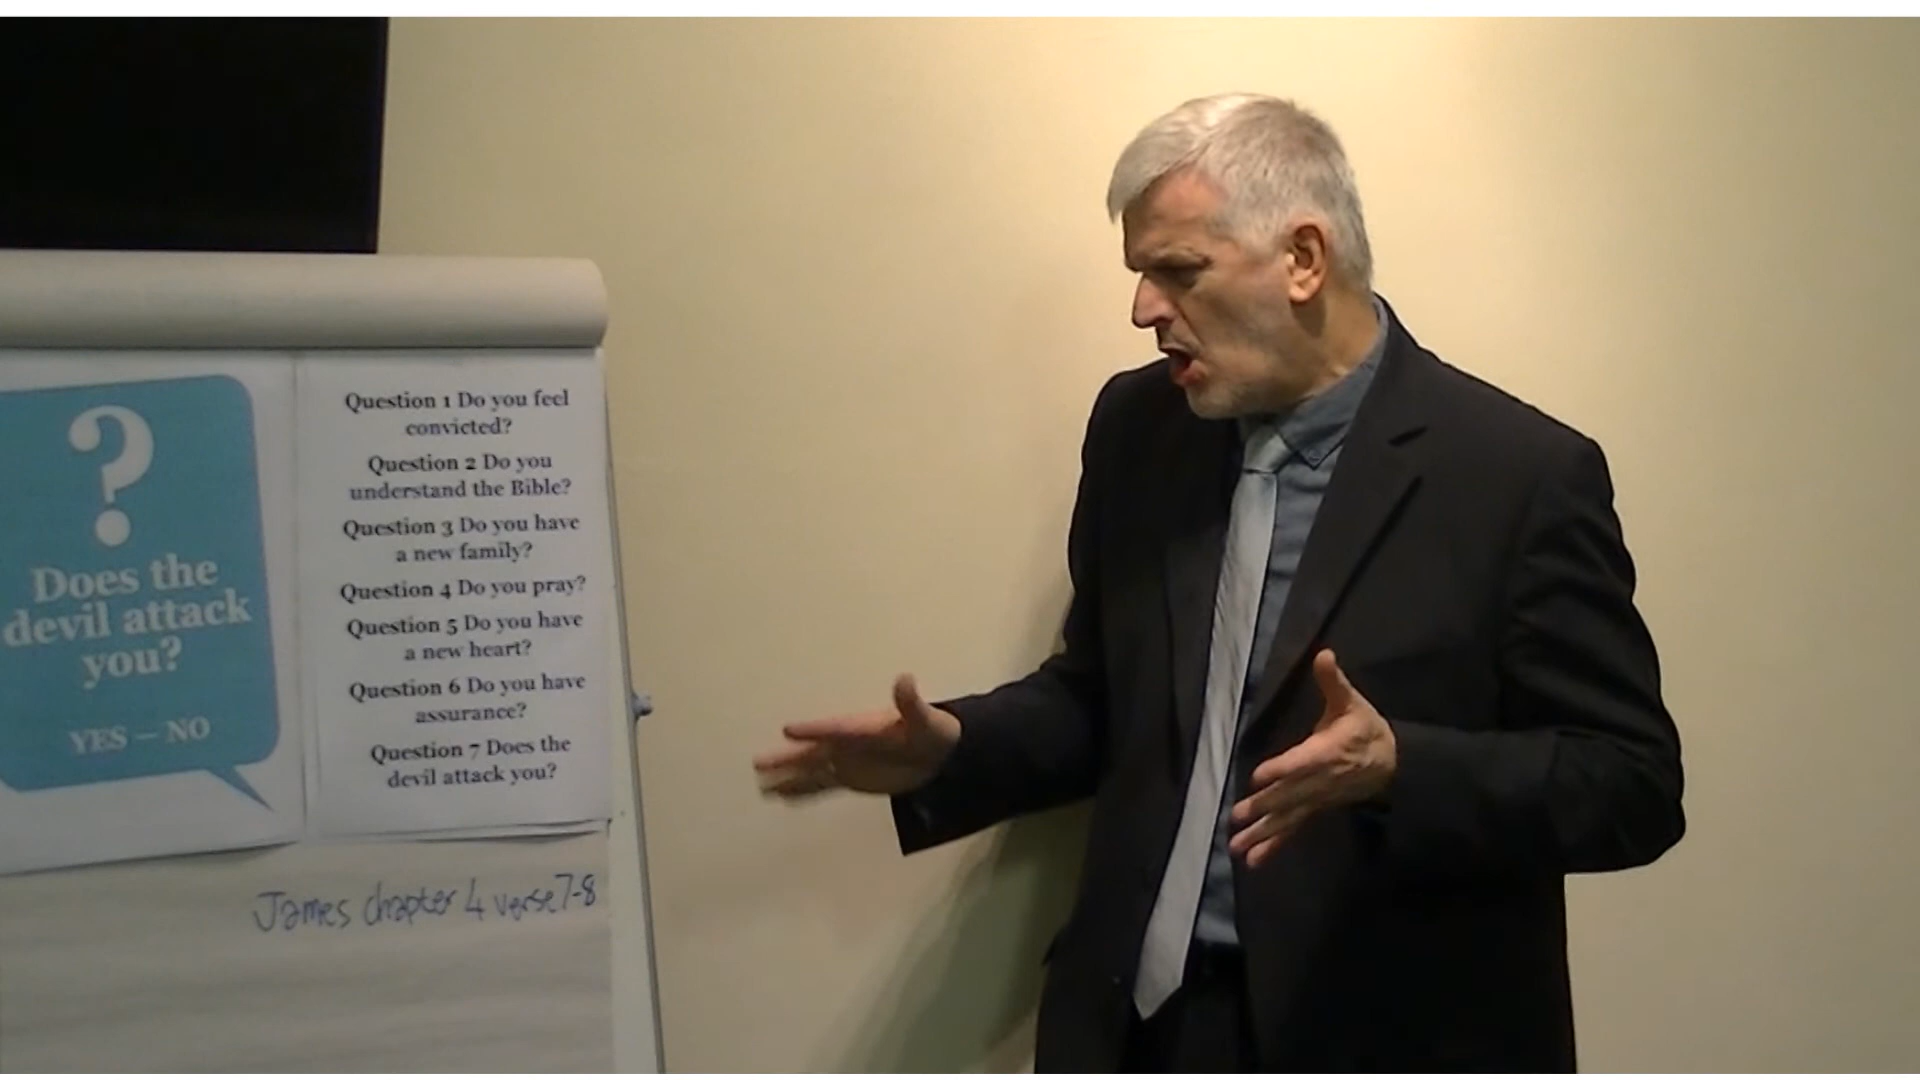 ?
Does the
devil attack
you?
YES – NO
Question 1 Do you feel
convicted?
Question 2 Do you
understand the Bible?
Question 3 Do you have
a new family?
Question 4 Do you pray?
Question 5 Do you have
a new heart?
Question 6 Do you have
assurance?
Question 7 Does the
devil attack you?
James chapter 4 verse 7-8